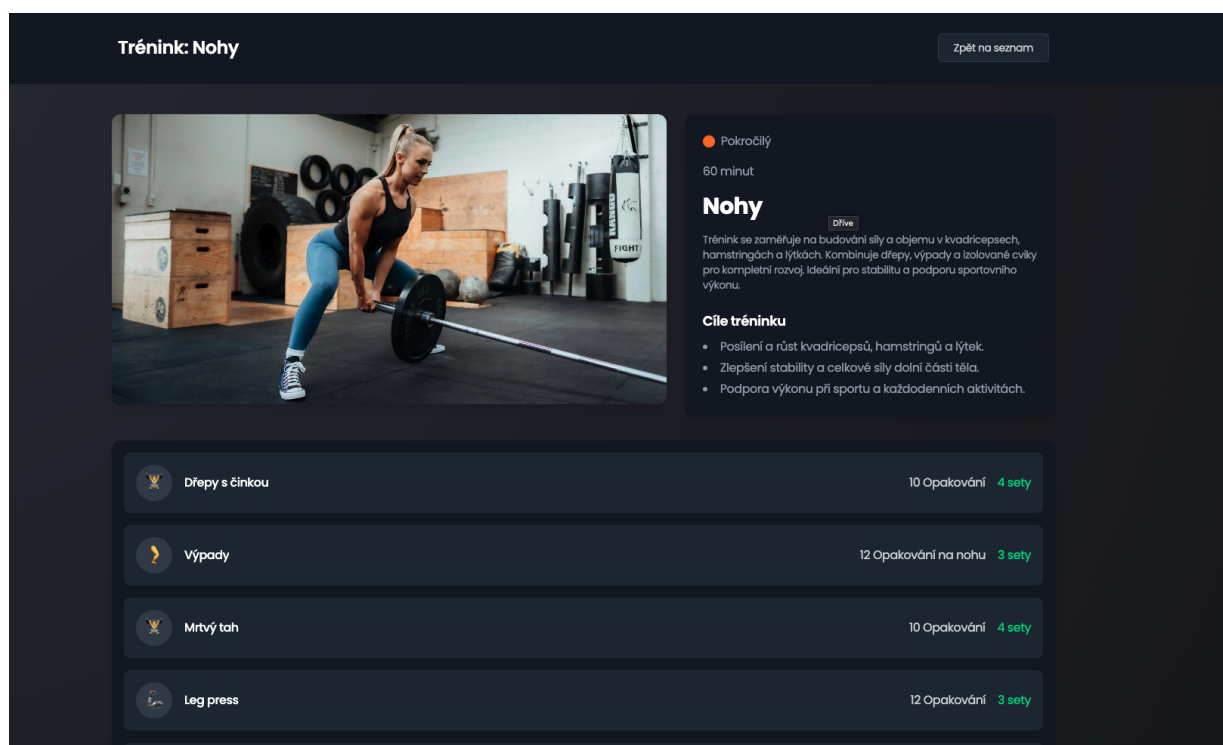 Trénink: Nohy
Zpět na seznam
FIGHT
Pokročilý
60 minut
Nohy
Dříve
Trénink se zaměřuje na budování síly a objemu v kvadricepsech,
hamstringách a lýtkách. Kombinuje dřepy, výpady a izolované cviky
pro kompletní rozvoj. Ideální pro stabilitu a podporu sportovního
výkonu.
Cíle tréninku
• Posílení a růst kvadricepsů, hamstringů a lýtek.
• Zlepšení stability a celkové síly dolní části těla.
• Podpora výkonu při sportu a každodenních aktivitách.
Dřepy s činkou 10 Opakování 4 sety
Výpady 12 Opakování na nohu 3 sety
Mrtvý tah 10 Opakování 4 sety
Leg press 12 Opakování 3 sety